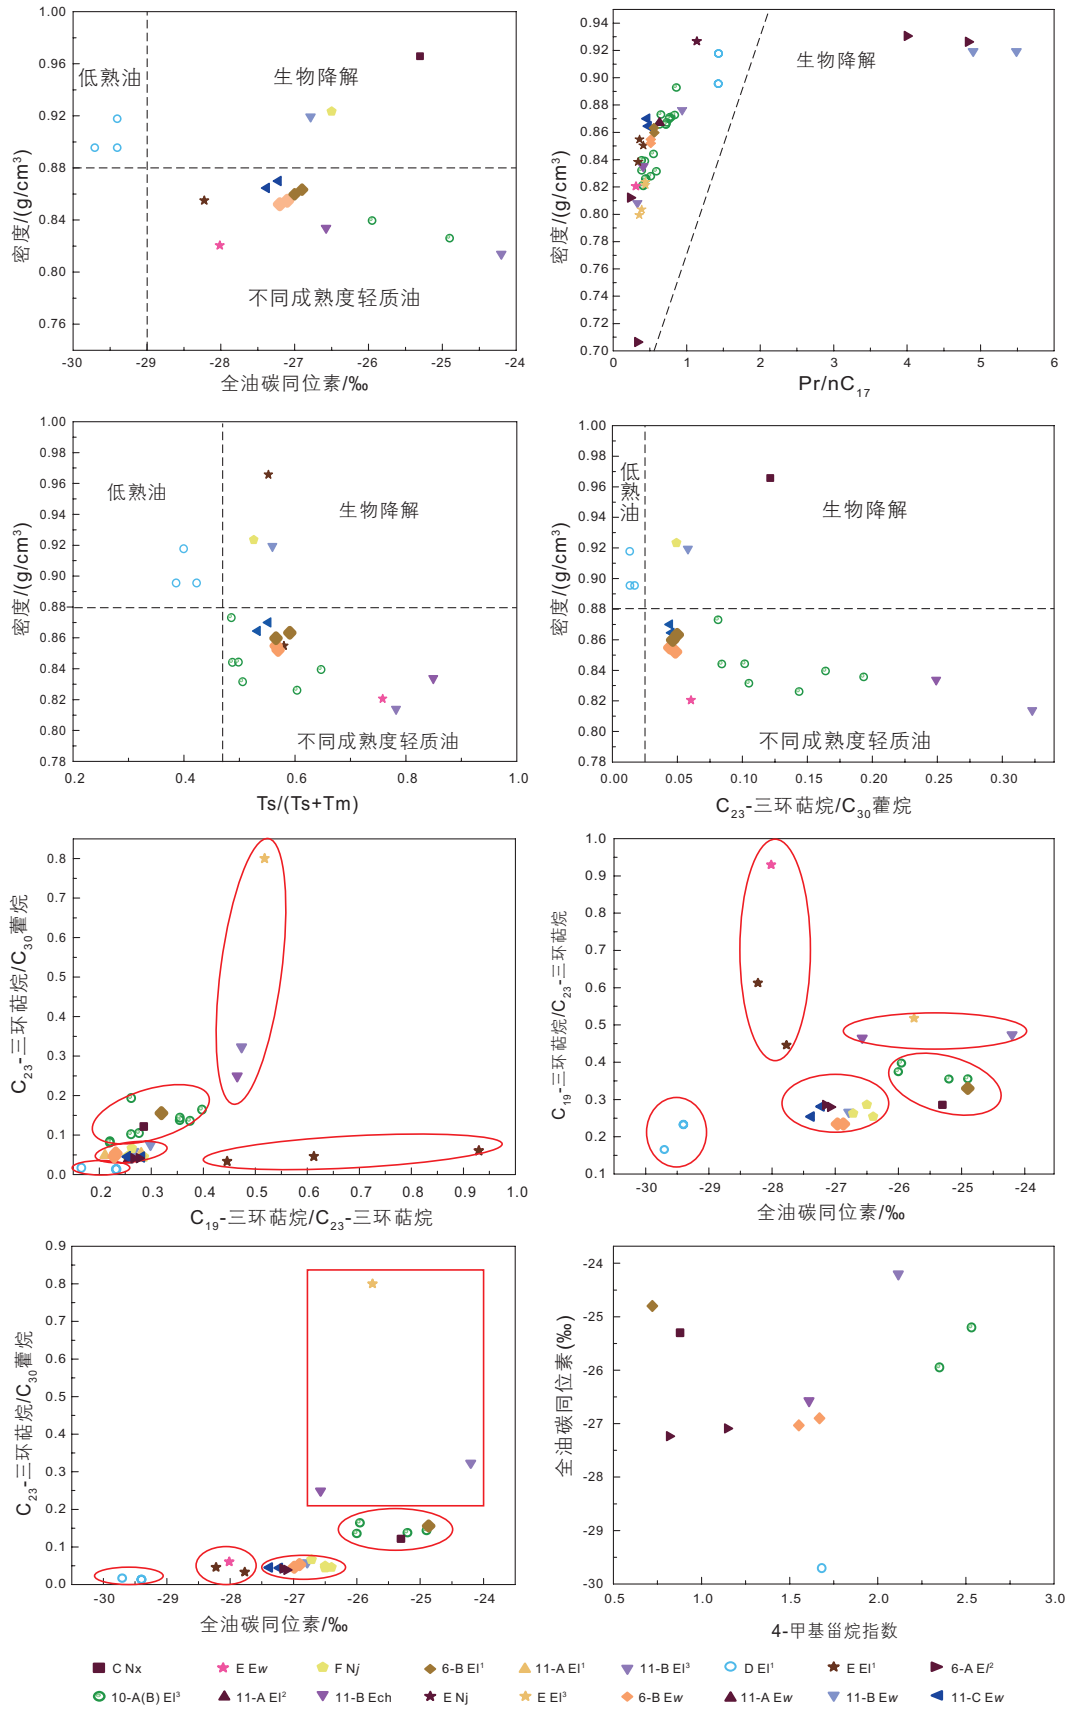 1.00
0.96
0.92
0.88
0.84
0.80
0.76
密度/(g/cm³)
低熟油
生物降解
不同成熟度轻质油
-30 -29 -28 -27 -26 -25 -24
全油碳同位素/‰
0.94
0.92
0.90
0.88
0.86
0.84
0.82
0.80
0.78
0.76
0.74
0.72
0.70
密度/(g/cm³)
生物降解
0 1 2 3 4 5 6
Pr/nC₁₇
1.00
0.98
0.96
0.94
0.92
0.90
0.88
0.86
0.84
0.82
0.80
0.78
密度/(g/cm³)
低熟油
生物降解
不同成熟度轻质油
0.2 0.4 0.6 0.8 1.0
Ts/(Ts+Tm)
1.00
0.98
0.96
0.94
0.92
0.90
0.88
0.86
0.84
0.82
0.80
0.78
密度/(g/cm³)
低熟油
生物降解
不同成熟度轻质油
0.00 0.05 0.10 0.15 0.20 0.25 0.30
C₂₃-三环萜烷/C₃₀藿烷
0.8
0.7
0.6
0.5
0.4
0.3
0.2
0.1
0.0
C₂₃-三环萜烷/C₃₀藿烷
0.2 0.3 0.4 0.5 0.6 0.7 0.8 0.9 1.0
C₁₉-三环萜烷/C₂₃-三环萜烷
1.0
0.9
0.8
0.7
0.6
0.5
0.4
0.3
0.2
0.1
C₁₉-三环萜烷/C₂₃-三环萜烷
-30 -29 -28 -27 -26 -25 -24
全油碳同位素/‰
0.9
0.8
0.7
0.6
0.5
0.4
0.3
0.2
0.1
0.0
C₂₃-三环萜烷/C₃₀藿烷
-30 -29 -28 -27 -26 -25 -24
全油碳同位素/‰
-24
-25
-26
-27
-28
-29
-30
全油碳同位素(‰)
0.5 1.0 1.5 2.0 2.5 3.0
4-甲基甾烷指数
C Nx E Ew F Nj 6-B El¹ 11-A El¹ 11-B El³ D El¹ E El¹ 6-A El²
10-A(B) El³ 11-A El² 11-B Ech E Nj E El³ 6-B Ew 11-A Ew 11-B Ew 11-C Ew